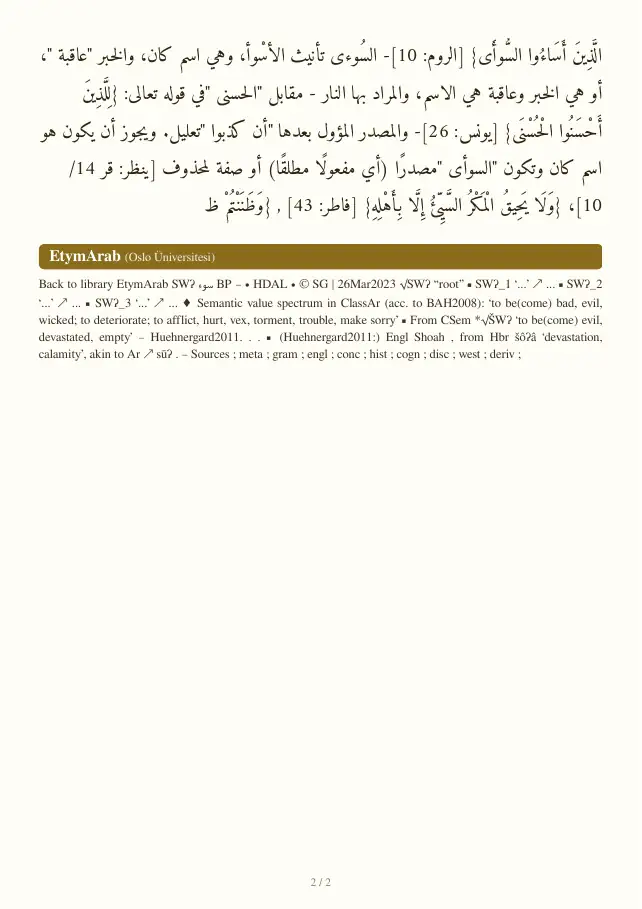 الَّذِينَ أَسَاءُوا السُّوأَى} [الروم: 10]- السُوءى تأنيث الأسْوأ، وهي اسم كان، والخبر "عاقبة "،
أو هي الخبر وعاقبة هي الاسم، والمراد بها النار - مقابل "الحسنى "في قوله تعالى: {لِلَّذِينَ
أَحْسَنُوا الْحُسْنَى} [يونس: 26]- والمصدر المؤول بعدها "أن كذبوا "تعليل. ويجوز أن يكون هو
اسم كان وتكون "السوأى "مصدرًا (أي مفعولًا مطلقًا) أو صفة لمحذوف [ينظر: قر 14/
10]، {وَلَا يَحِيقُ الْمَكْرُ السَّيِّئُ إِلَّا بِأَهْلِهِ} [فاطر: 43] , {وَظَنَنْتُمْ ظ
EtymArab (Oslo Üniversitesi)
Back to library EtymArab SWʔ سوء BP – • HDAL • © SG | 26Mar2023 √SWʔ “root” ▪ SWʔ_1 ‘...’ ↗ ... ▪ SWʔ_2
‘...’ ↗ ... ▪ SWʔ_3 ‘...’ ↗ ... ♦ Semantic value spectrum in ClassAr (acc. to BAH2008): ‘to be(come) bad, evil,
wicked; to deteriorate; to afflict, hurt, vex, torment, trouble, make sorry’ ▪ From CSem *√ŠWʔ ‘to be(come) evil,
devastated, empty’ – Huehnergard2011. . . ▪ (Huehnergard2011:) Engl Shoah , from Hbr šôʔâ ‘devastation,
calamity’, akin to Ar ↗ sūʔ . – Sources ; meta ; gram ; engl ; conc ; hist ; cogn ; disc ; west ; deriv ;
2 / 2